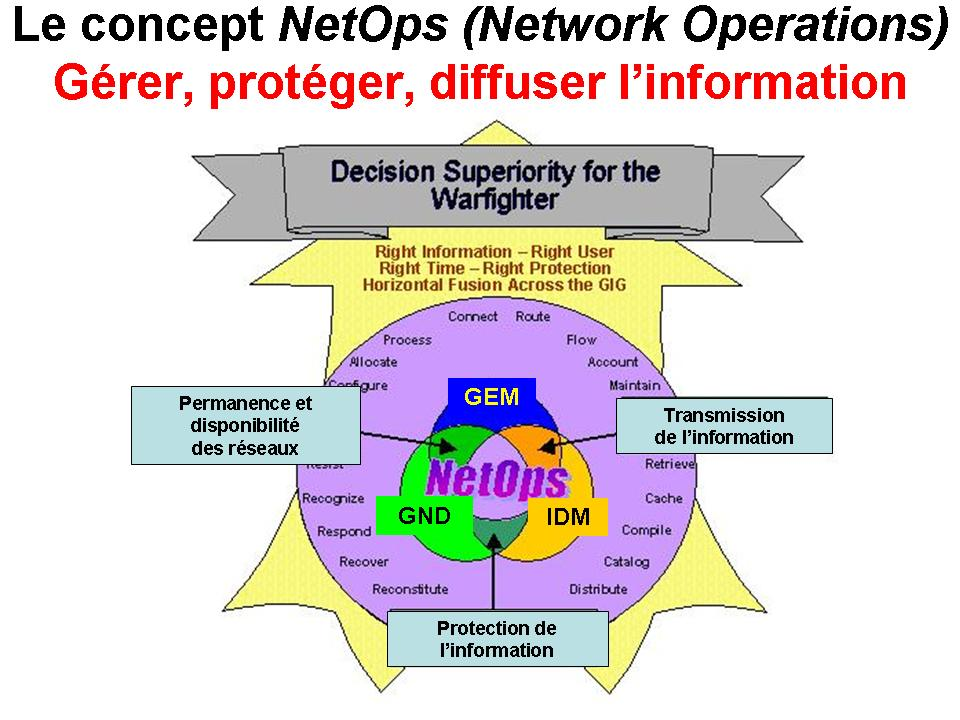 Le concept NetOps (Network Operations)
Gérer, protéger, diffuser l’information
Decision Superiority for the
Warfighter
Right Information – Right User
Right Time – Right Protection
Horizontal Fusion Across the GIG
Connect Route
Process Flow
Allocate Account
Configure Maintain
GEM
Permanence et
disponibilité
des réseaux
Transmission
de l’information
Resist Retrieve
NetOps
Recognize Cache
GND IDM
Respond Compile
Recover Catalog
Reconstitute Distribute
Protection de
l’information